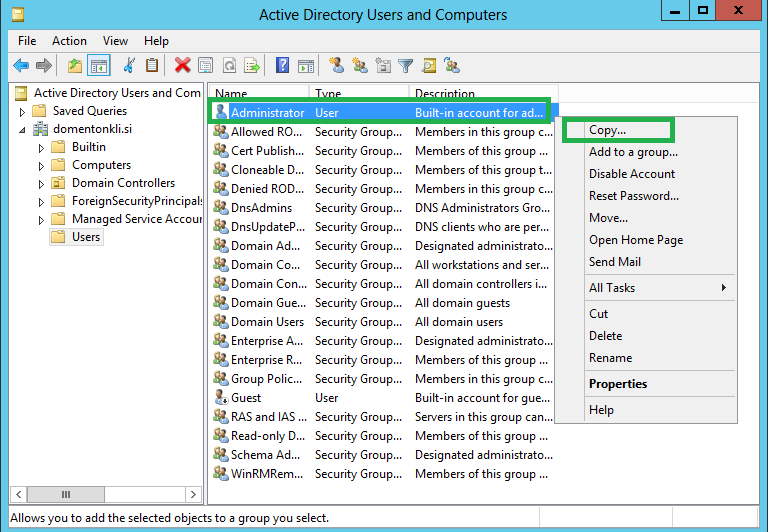 Active Directory Users and Computers
File Action View Help
Active Directory Users and Com
Saved Queries
domentonkli.si
Builtin
Computers
Domain Controllers
ForeignSecurityPrincipals
Managed Service Accour
Users
Name Type Description
Administrator User Built-in account for ad...
Allowed RO... Security Group... Members in this group c...
Cert Publish... Security Group... Members of this group ...
Cloneable D... Security Group... Members of this group t...
Denied ROD... Security Group... Members in this group c...
DnsAdmins Security Group... DNS Administrators Gro...
DnsUpdateP... Security Group... DNS clients who are per...
Domain Ad... Security Group... Designated administrato...
Domain Co... Security Group... All workstations and ser...
Domain Con... Security Group... All domain controllers i...
Domain Gue... Security Group... All domain guests
Domain Users Security Group... All domain users
Enterprise A... Security Group... Designated administrato...
Enterprise R... Security Group... Members of this group ...
Group Polic... Security Group... Members in this group c...
Guest User Built-in account for gue...
RAS and IAS ... Security Group... Servers in this group can...
Read-only D... Security Group... Members of this group ...
Schema Ad... Security Group... Designated administrato...
WinRMRem... Security Group... Members of this group ...
Copy...
Add to a group...
Disable Account
Reset Password...
Move...
Open Home Page
Send Mail
All Tasks
Cut
Delete
Rename
Properties
Help
Allows you to add the selected objects to a group you select.